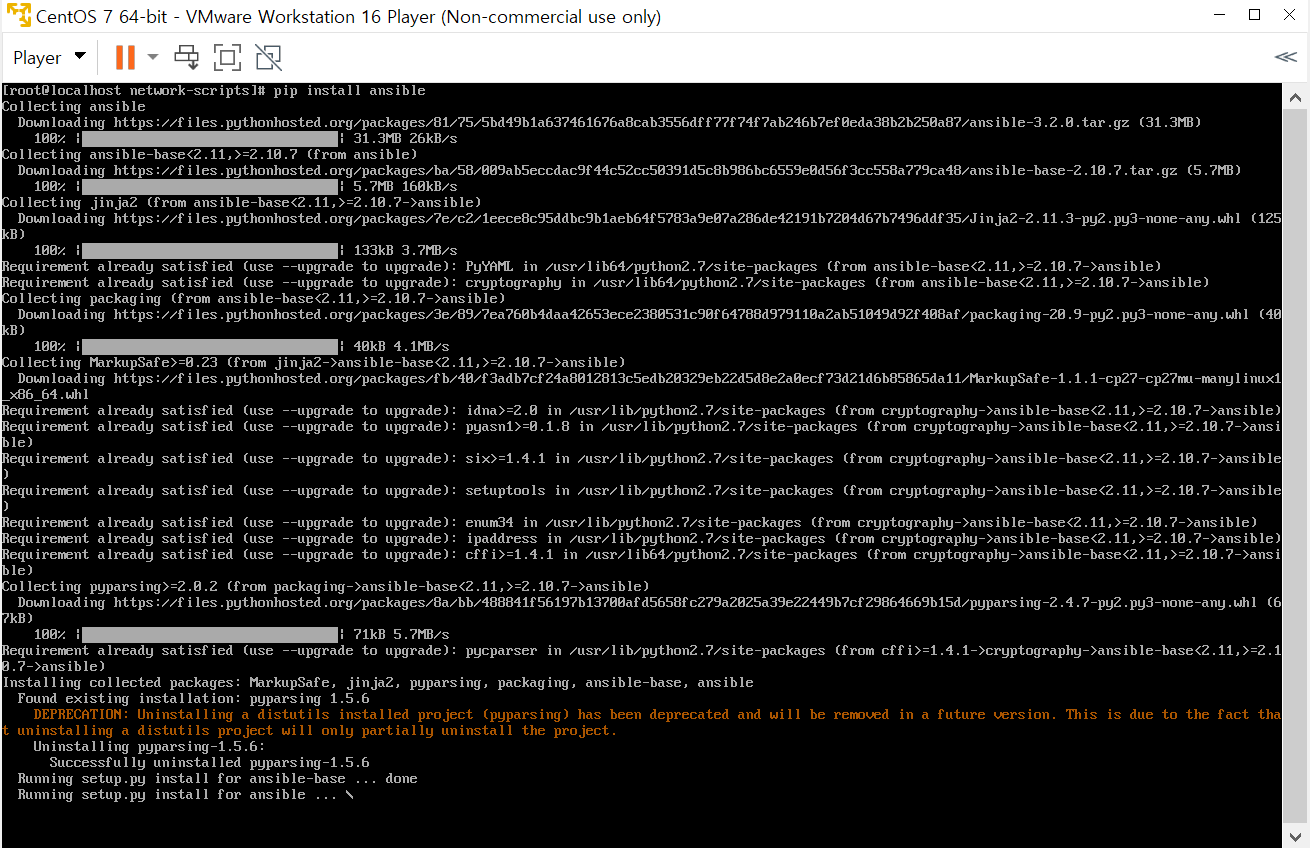 CentOS 7 64-bit - VMware Workstation 16 Player (Non-commercial use only)
Player
[root@localhost network-scripts]# pip install ansible
Collecting ansible
  Downloading https://files.pythonhosted.org/packages/81/75/5bd49b1a637461676a8cab3556dff77f74f7ab246b7ef0eda38b2b250a87/ansible-3.2.0.tar.gz (31.3MB)
    100% |████████████████████████████████| 31.3MB 26kB/s
Collecting ansible-base<2.11,>=2.10.7 (from ansible)
  Downloading https://files.pythonhosted.org/packages/ba/58/009ab5eccdac9f44c52cc50391d5c8b986bc6559e0d56f3cc558a779ca48/ansible-base-2.10.7.tar.gz (5.7MB)
    100% |████████████████████████████████| 5.7MB 160kB/s
Collecting jinja2 (from ansible-base<2.11,>=2.10.7->ansible)
  Downloading https://files.pythonhosted.org/packages/7e/c2/1eece8c95ddbc9b1aeb64f5783a9e07a286de42191b7204d67b7496ddf35/Jinja2-2.11.3-py2.py3-none-any.whl (125
kB)
    100% |████████████████████████████████| 133kB 3.7MB/s
Requirement already satisfied (use --upgrade to upgrade): PyYAML in /usr/lib64/python2.7/site-packages (from ansible-base<2.11,>=2.10.7->ansible)
Requirement already satisfied (use --upgrade to upgrade): cryptography in /usr/lib64/python2.7/site-packages (from ansible-base<2.11,>=2.10.7->ansible)
Collecting packaging (from ansible-base<2.11,>=2.10.7->ansible)
  Downloading https://files.pythonhosted.org/packages/3e/89/7ea760b4daa42653ece2380531c90f64788d979110a2ab51049d92f408af/packaging-20.9-py2.py3-none-any.whl (40
kB)
    100% |████████████████████████████████| 40kB 4.1MB/s
Collecting MarkupSafe>=0.23 (from jinja2->ansible-base<2.11,>=2.10.7->ansible)
  Downloading https://files.pythonhosted.org/packages/fb/40/f3adb7cf24a8012813c5edb20329eb22d5d8e2a0ecf73d21d6b85865da11/MarkupSafe-1.1.1-cp27-cp27mu-manylinux1
_x86_64.whl
Requirement already satisfied (use --upgrade to upgrade): idna>=2.0 in /usr/lib/python2.7/site-packages (from cryptography->ansible-base<2.11,>=2.10.7->ansible)
Requirement already satisfied (use --upgrade to upgrade): pyasn1>=0.1.8 in /usr/lib/python2.7/site-packages (from cryptography->ansible-base<2.11,>=2.10.7->ansi
ble)
Requirement already satisfied (use --upgrade to upgrade): six>=1.4.1 in /usr/lib/python2.7/site-packages (from cryptography->ansible-base<2.11,>=2.10.7->ansible
)
Requirement already satisfied (use --upgrade to upgrade): setuptools in /usr/lib/python2.7/site-packages (from cryptography->ansible-base<2.11,>=2.10.7->ansible
)
Requirement already satisfied (use --upgrade to upgrade): enum34 in /usr/lib/python2.7/site-packages (from cryptography->ansible-base<2.11,>=2.10.7->ansible)
Requirement already satisfied (use --upgrade to upgrade): ipaddress in /usr/lib/python2.7/site-packages (from cryptography->ansible-base<2.11,>=2.10.7->ansible)
Requirement already satisfied (use --upgrade to upgrade): cffi>=1.4.1 in /usr/lib64/python2.7/site-packages (from cryptography->ansible-base<2.11,>=2.10.7->ansi
ble)
Collecting pyparsing>=2.0.2 (from packaging->ansible-base<2.11,>=2.10.7->ansible)
  Downloading https://files.pythonhosted.org/packages/8a/bb/488841f56197b13700afd5658fc279a2025a39e22449b7cf29864669b15d/pyparsing-2.4.7-py2.py3-none-any.whl (6
7kB)
    100% |████████████████████████████████| 71kB 5.7MB/s
Requirement already satisfied (use --upgrade to upgrade): pycparser in /usr/lib/python2.7/site-packages (from cffi>=1.4.1->cryptography->ansible-base<2.11,>=2.1
0.7->ansible)
Installing collected packages: MarkupSafe, jinja2, pyparsing, packaging, ansible-base, ansible
  Found existing installation: pyparsing 1.5.6
    DEPRECATION: Uninstalling a distutils installed project (pyparsing) has been deprecated and will be removed in a future version. This is due to the fact tha
t uninstalling a distutils project will only partially uninstall the project.
    Uninstalling pyparsing-1.5.6:
      Successfully uninstalled pyparsing-1.5.6
  Running setup.py install for ansible-base ... done
  Running setup.py install for ansible ... \